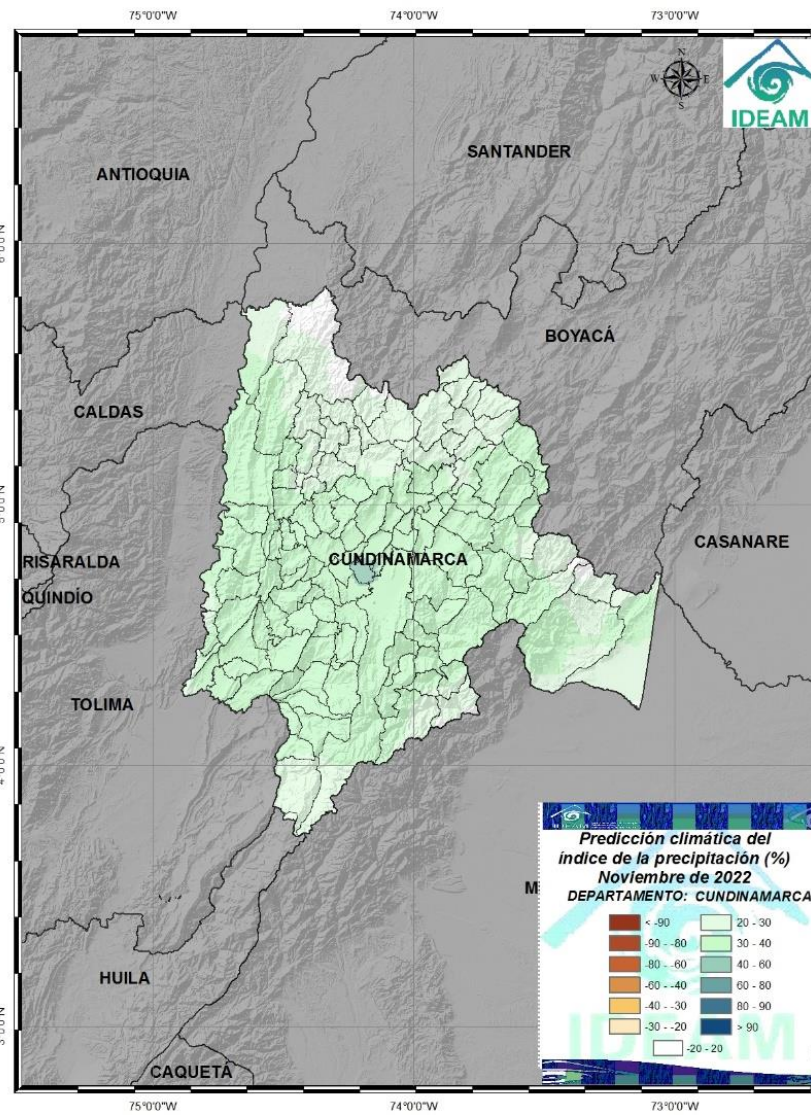 75°0'0"W 74°0'0"W 73°0'0"W
N
W E
S
IDEAM
SANTANDER
ANTIOQUIA
BOYACÁ
CALDAS
CASANARE
CUNDINAMARCA
RISARALDA
QUINDÍO
TOLIMA
HUILA
CAQUETÁ
M
Predicción climática del
índice de la precipitación (%)
Noviembre de 2022
DEPARTAMENTO: CUNDINAMARCA
< -90 20 - 30
-90 - -80 30 - 40
-80 - -60 40 - 60
-60 - -40 60 - 80
-40 - -30 80 - 90
-30 - -20 > 90
-20 - 20
IDEAM
75°0'0"W 74°0'0"W 73°0'0"W